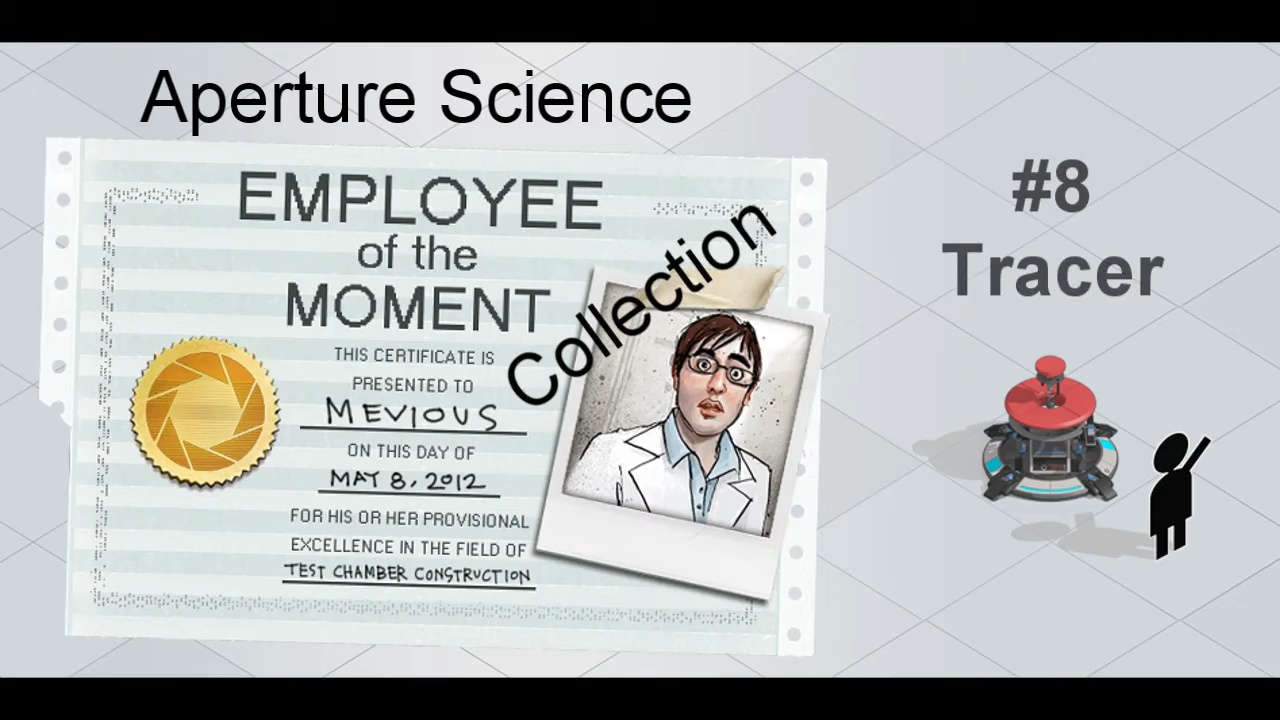 Aperture Science
EMPLOYEE
of the
MOMENT
Collection
THIS CERTIFICATE IS
PRESENTED TO
MEVIOUS
ON THIS DAY OF
MAY 8, 2012
FOR HIS OR HER PROVISIONAL
EXCELLENCE IN THE FIELD OF
TEST CHAMBER CONSTRUCTION
#8
Tracer